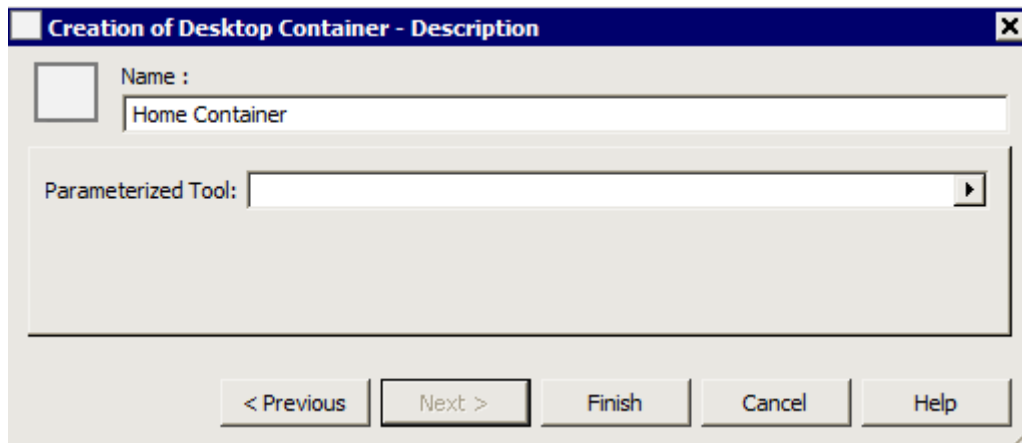 Creation of Desktop Container - Description
Name :
Home Container
Parameterized Tool:
< Previous Next > Finish Cancel Help